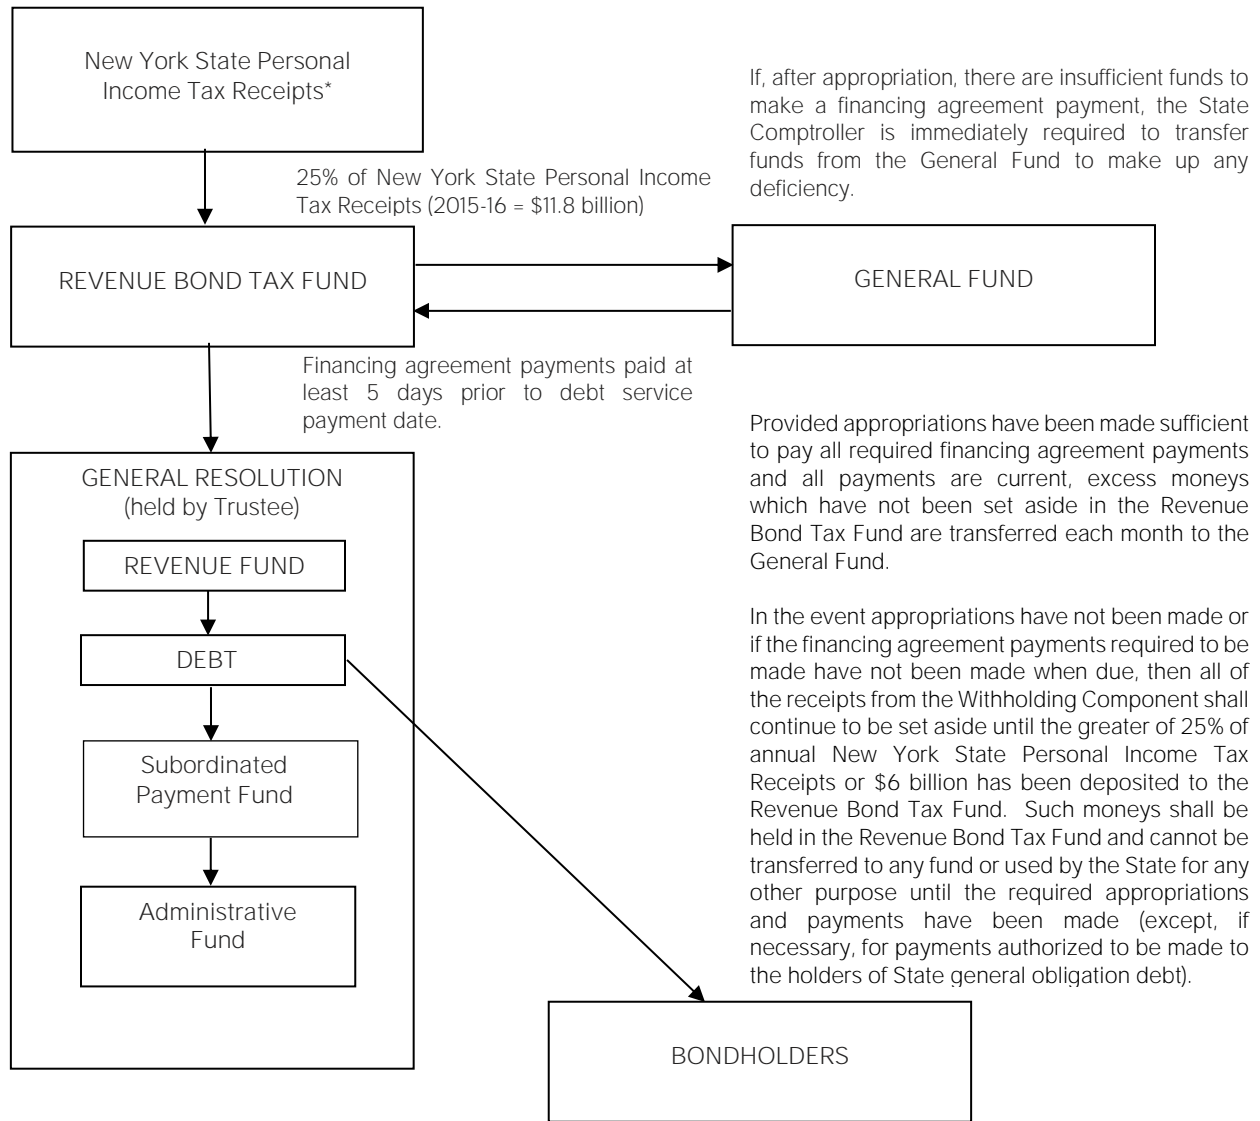 New York State Personal
Income Tax Receipts*
If, after appropriation, there are insufficient funds to
make a financing agreement payment, the State
Comptroller is immediately required to transfer
funds from the General Fund to make up any
deficiency.
25% of New York State Personal Income
Tax Receipts (2015-16 = $11.8 billion)
REVENUE BOND TAX FUND
GENERAL FUND
Financing agreement payments paid at
least 5 days prior to debt service
payment date.
Provided appropriations have been made sufficient
to pay all required financing agreement payments
and all payments are current, excess moneys
which have not been set aside in the Revenue
Bond Tax Fund are transferred each month to the
General Fund.
In the event appropriations have not been made or
if the financing agreement payments required to be
made have not been made when due, then all of
the receipts from the Withholding Component shall
continue to be set aside until the greater of 25% of
annual New York State Personal Income Tax
Receipts or $6 billion has been deposited to the
Revenue Bond Tax Fund. Such moneys shall be
held in the Revenue Bond Tax Fund and cannot be
transferred to any fund or used by the State for any
other purpose until the required appropriations
and payments have been made (except, if
necessary, for payments authorized to be made to
the holders of State general obligation debt).
GENERAL RESOLUTION
(held by Trustee)
REVENUE FUND
DEBT
Subordinated
Payment Fund
Administrative
Fund
BONDHOLDERS